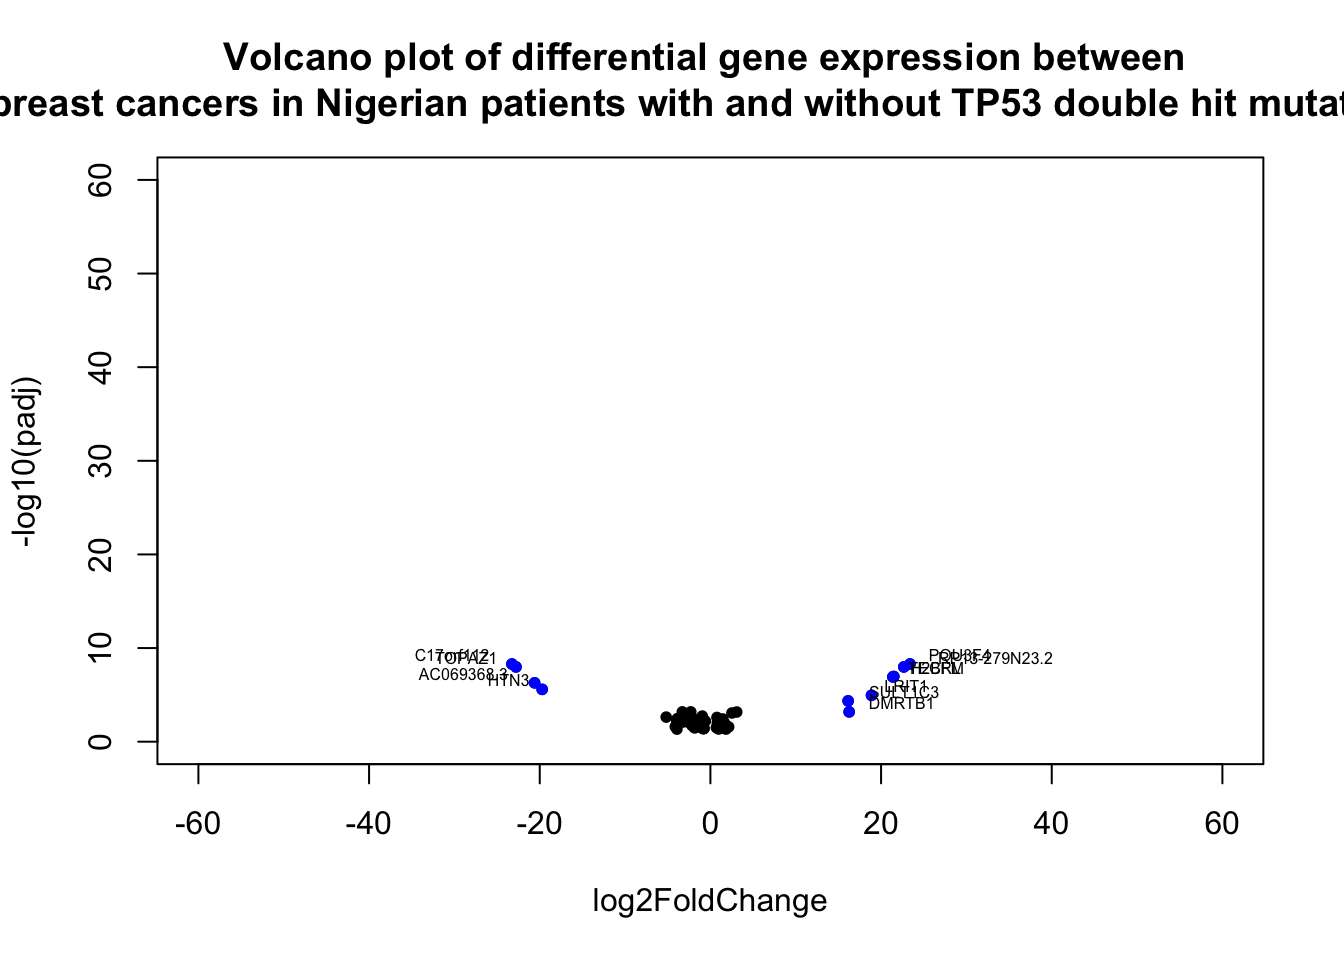 Volcano plot of differential gene expression between
breast cancers in Nigerian patients with and without TP53 double hit mutat
-log10(padj)
60
50
40
30
20
10
0
C17orf112
TOPAZ1
AC069368.3
HTN3
POU3F4
RP13-279N23.2
TECRL
LRIT1
SULT1C3
DMRTB1
-60
-40
-20
0
20
40
60
log2FoldChange